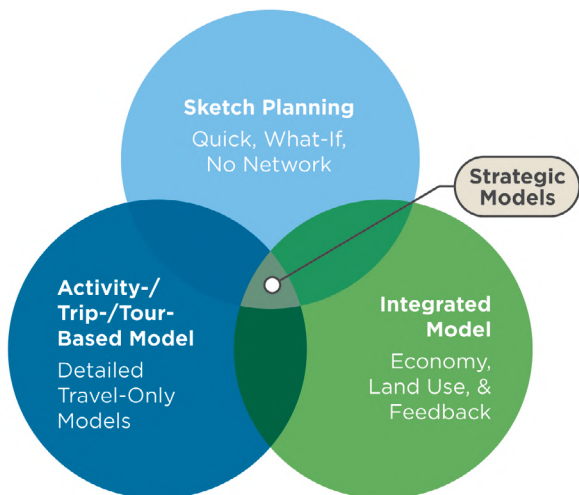 Sketch Planning
Quick, What-If,
No Network
Strategic
Models
Activity-/
Trip-/Tour-
Based Model
Detailed
Travel-Only
Models
Integrated
Model
Economy,
Land Use, &
Feedback